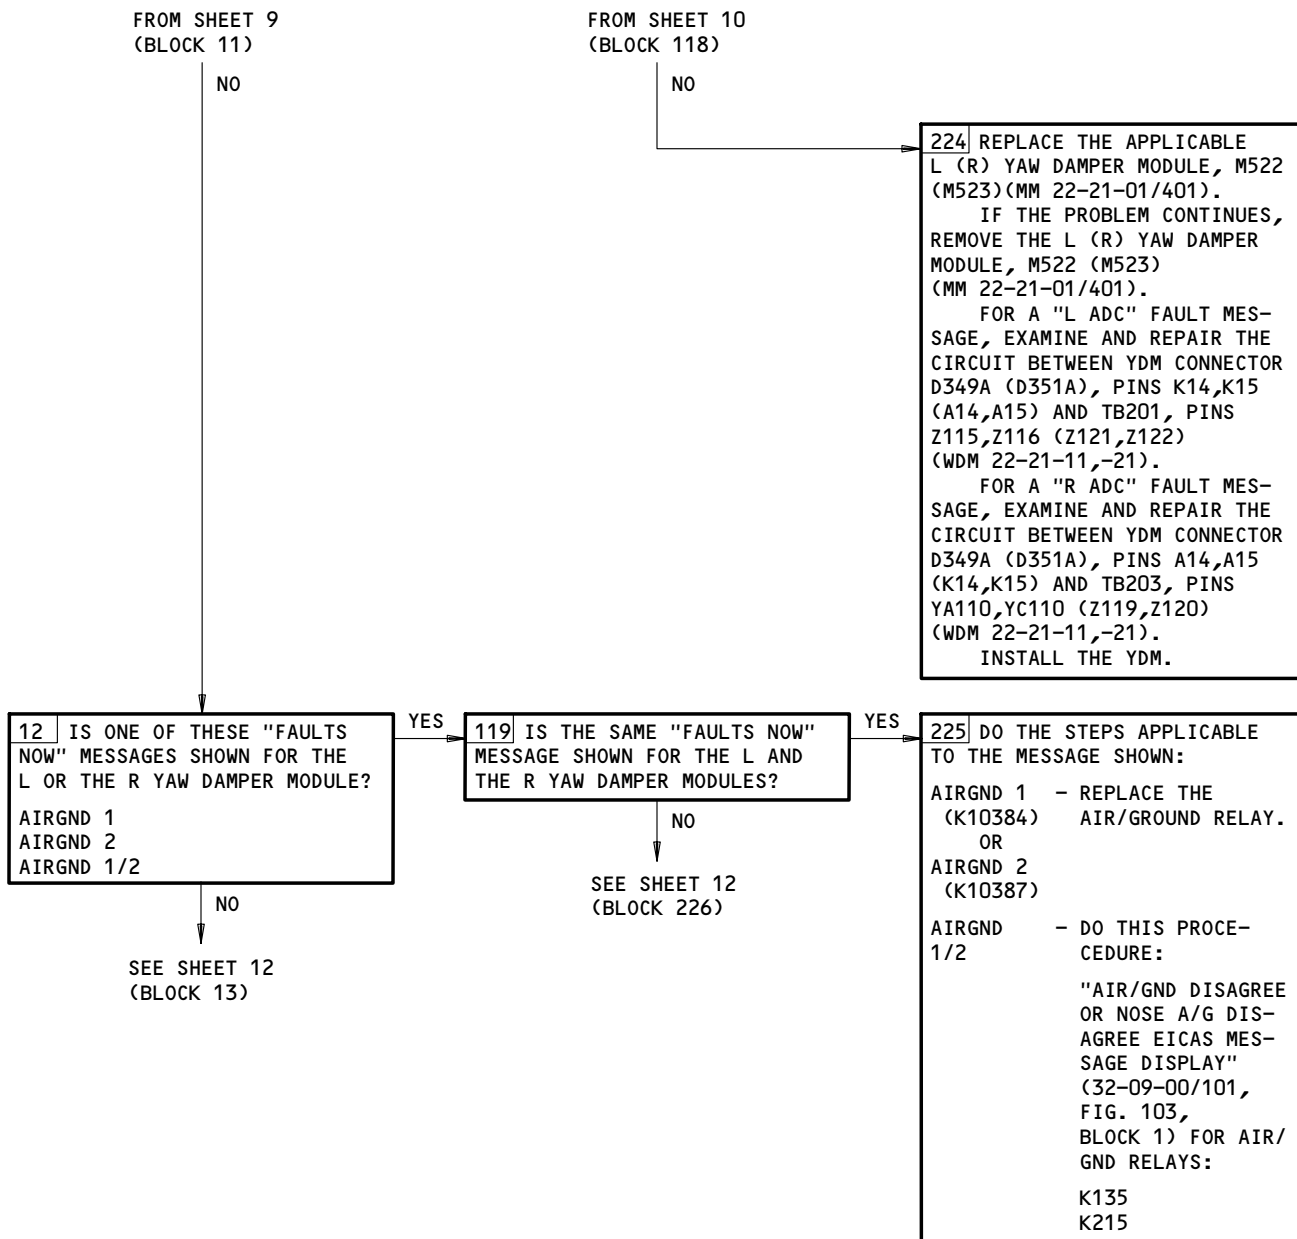 FROM SHEET 9
(BLOCK 11)
NO
FROM SHEET 10
(BLOCK 118)
NO
224 REPLACE THE APPLICABLE
L (R) YAW DAMPER MODULE, M522
(M523)(MM 22-21-01/401).
IF THE PROBLEM CONTINUES,
REMOVE THE L (R) YAW DAMPER
MODULE, M522 (M523)
(MM 22-21-01/401).
FOR A "L ADC" FAULT MES-
SAGE, EXAMINE AND REPAIR THE
CIRCUIT BETWEEN YDM CONNECTOR
D349A (D351A), PINS K14,K15
(A14,A15) AND TB201, PINS
Z115,Z116 (Z121,Z122)
(WDM 22-21-11,-21).
FOR A "R ADC" FAULT MES-
SAGE, EXAMINE AND REPAIR THE
CIRCUIT BETWEEN YDM CONNECTOR
D349A (D351A), PINS A14,A15
(K14,K15) AND TB203, PINS
YA110,YC110 (Z119,Z120)
(WDM 22-21-11,-21).
INSTALL THE YDM.
12 IS ONE OF THESE "FAULTS
NOW" MESSAGES SHOWN FOR THE
L OR THE R YAW DAMPER MODULE?
AIRGND 1
AIRGND 2
AIRGND 1/2
YES
NO
SEE SHEET 12
(BLOCK 13)
119 IS THE SAME "FAULTS NOW"
MESSAGE SHOWN FOR THE L AND
THE R YAW DAMPER MODULES?
YES
NO
SEE SHEET 12
(BLOCK 226)
225 DO THE STEPS APPLICABLE
TO THE MESSAGE SHOWN:
AIRGND 1 - REPLACE THE
(K10384) AIR/GROUND RELAY.
OR
AIRGND 2
(K10387)
AIRGND - DO THIS PROCE-
1/2 CEDURE:
"AIR/GND DISAGREE
OR NOSE A/G DIS-
AGREE EICAS MES-
SAGE DISPLAY"
(32-09-00/101,
FIG. 103,
BLOCK 1) FOR AIR/
GND RELAYS:
K135
K215